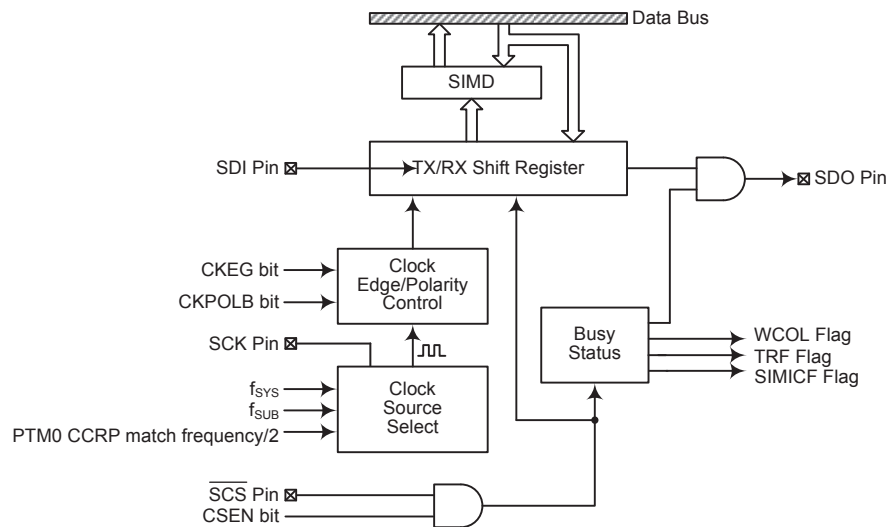 Data Bus
SIMD
SDI Pin
TX/RX Shift Register
SDO Pin
CKEG bit
CKPOLB bit
Clock
Edge/Polarity
Control
SCK Pin
Busy
Status
WCOL Flag
TRF Flag
SIMICF Flag
fSYS
fSUB
PTM0 CCRP match frequency/2
Clock
Source
Select
SCS Pin
CSEN bit